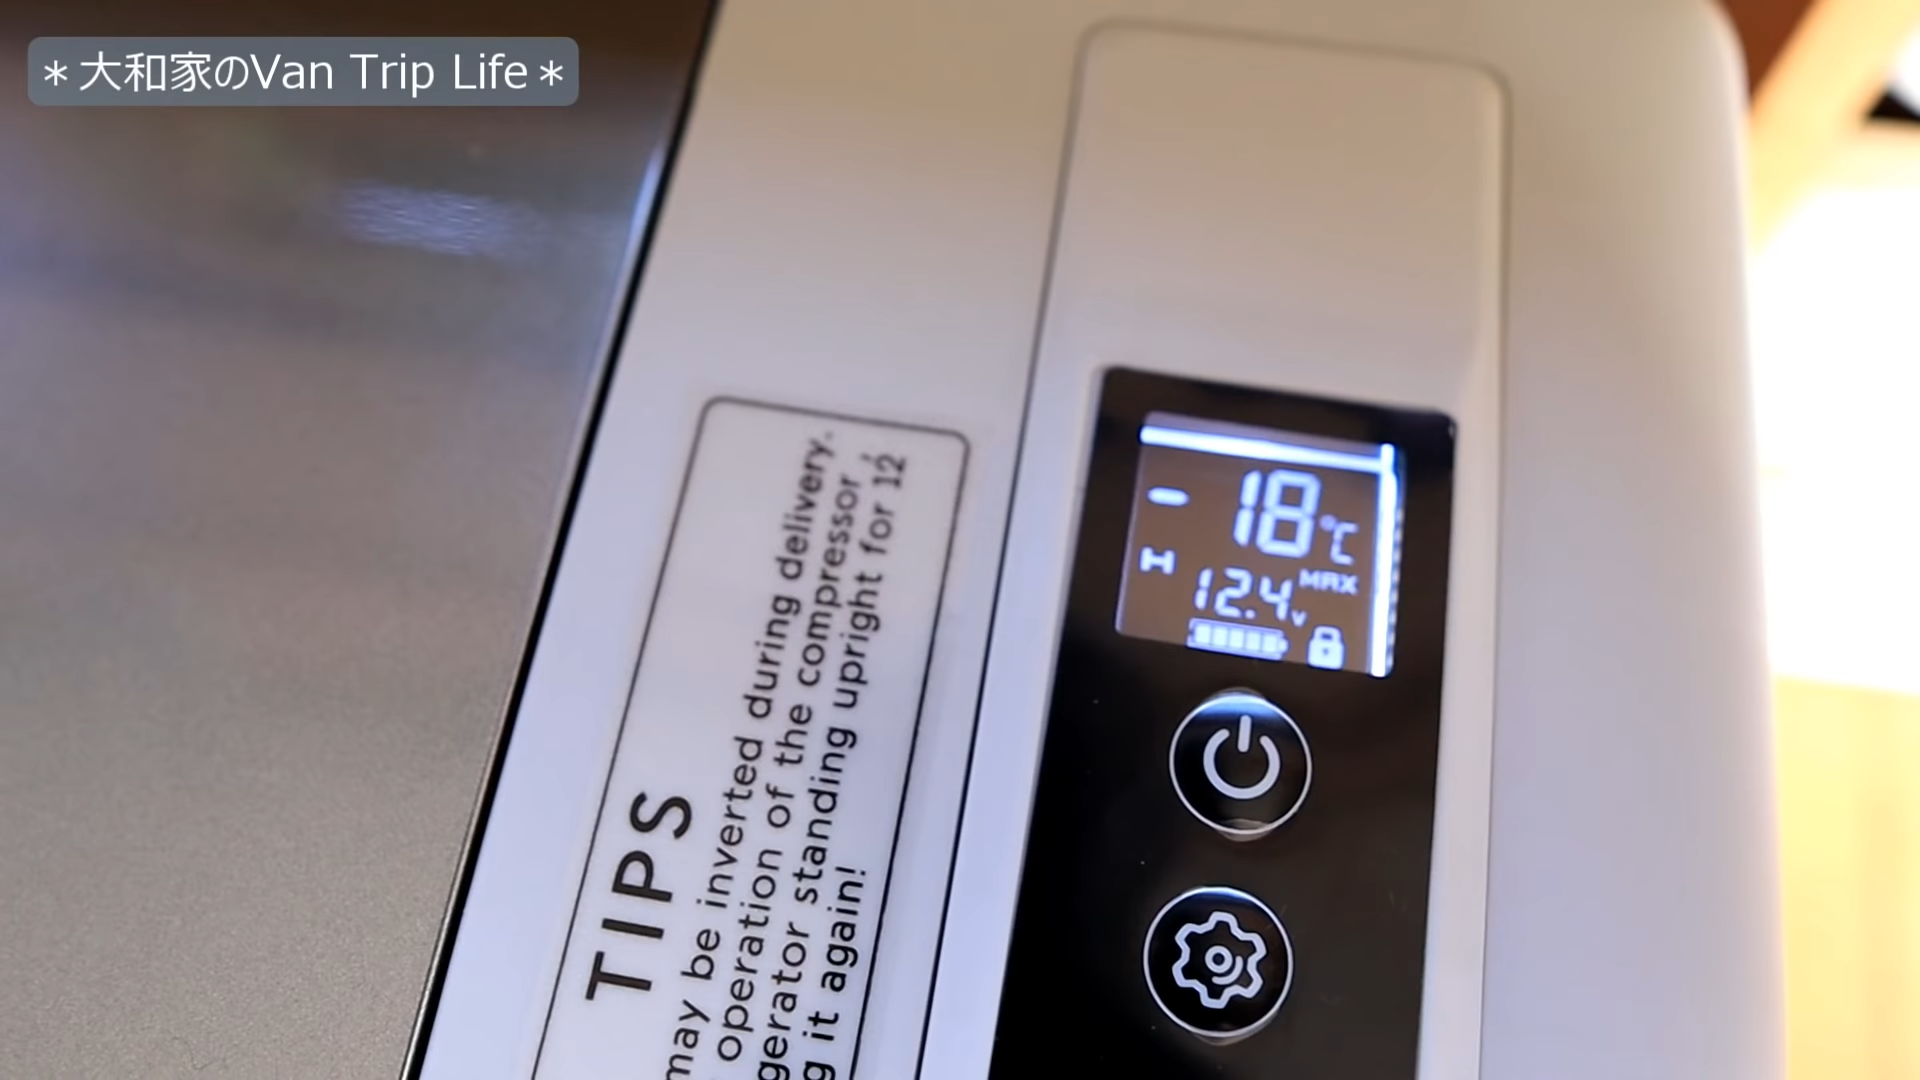 ＊大和家のVan Trip Life＊
TIPS
may be inverted during delivery.
operation of the compressor,
gerator standing upright for 12
g it again!
-18℃
H
12.4V
MAX